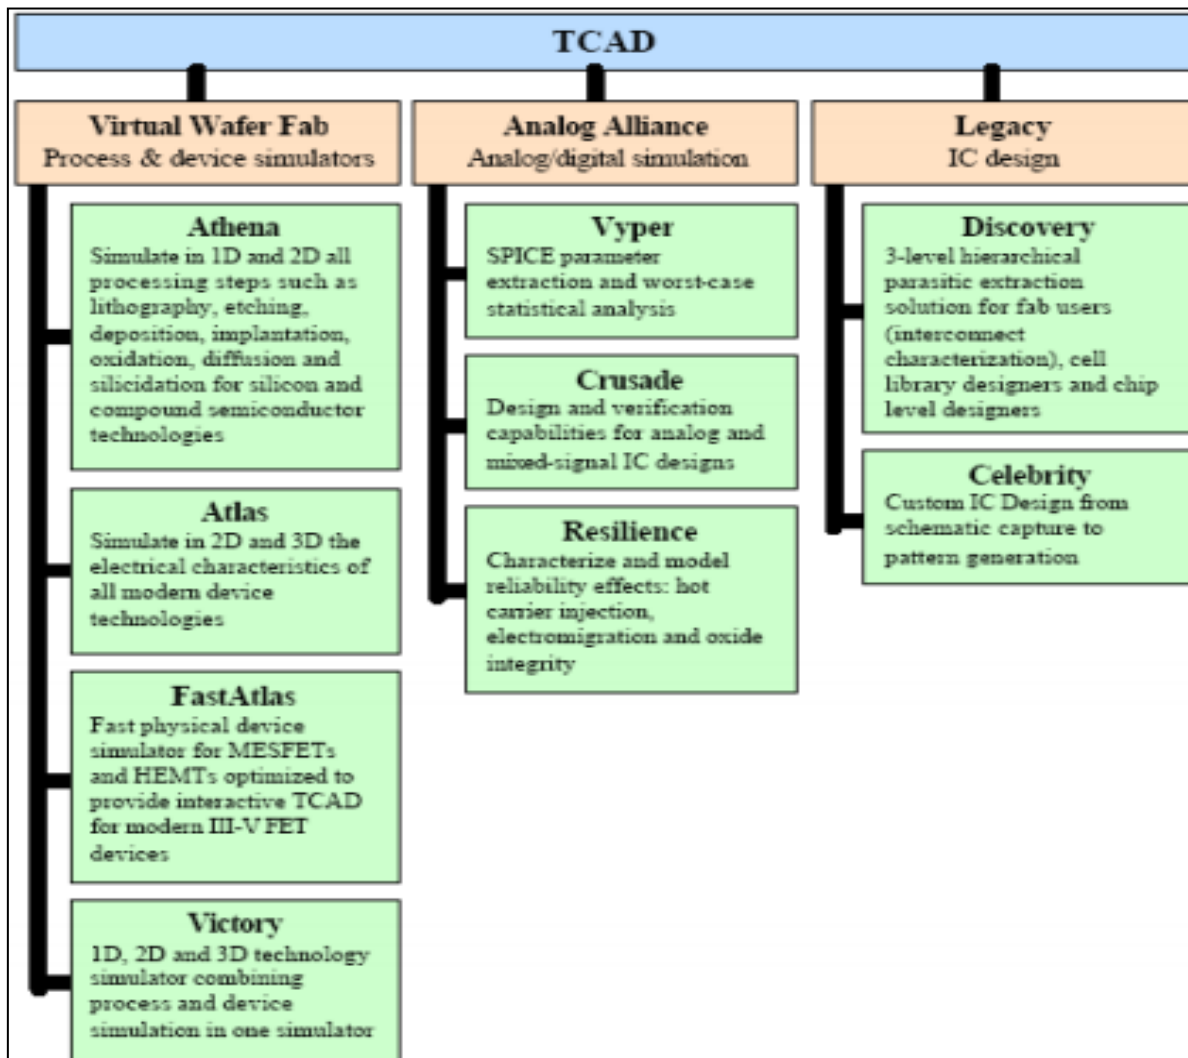 TCAD
Virtual Wafer Fab
Process & device simulators
Athena
Simulate in 1D and 2D all
processing steps such as
lithography, etching,
deposition, implantation,
oxidation, diffusion and
silicidation for silicon and
compound semiconductor
technologies
Atlas
Simulate in 2D and 3D the
electrical characteristics of
all modern device
technologies
FastAtlas
Fast physical device
simulator for MESFETs
and HEMTs optimized to
provide interactive TCAD
for modern III-V FET
devices
Victory
1D, 2D and 3D technology
simulator combining
process and device
simulation in one simulator
Analog Alliance
Analog/digital simulation
Vyper
SPICE parameter
extraction and worst-case
statistical analysis
Crusade
Design and verification
capabilities for analog and
mixed-signal IC designs
Resilience
Characterize and model
reliability effects: hot
carrier injection,
electromigration and oxide
integrity
Legacy
IC design
Discovery
3-level hierarchical
parasitic extraction
solution for fab users
(interconnect
characterization), cell
library designers and chip
level designers
Celebrity
Custom IC Design from
schematic capture to
pattern generation